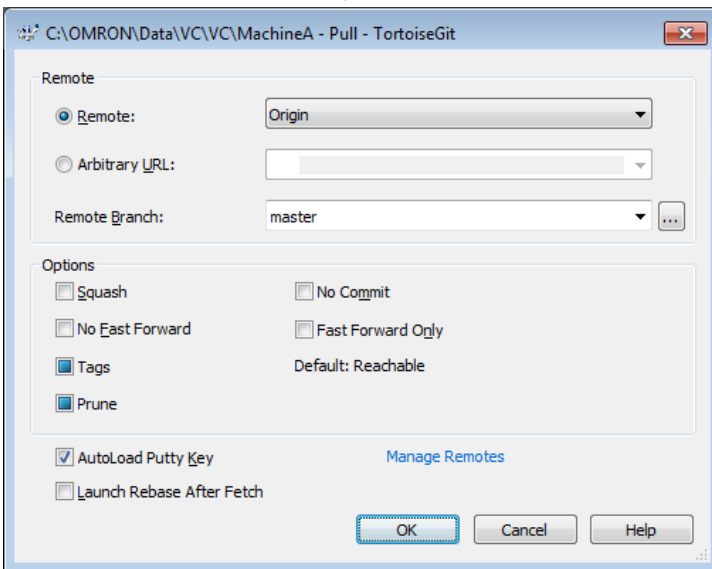 C:\OMRON\Data\VC\VC\MachineA - Pull - TortoiseGit
Remote
Remote:
Origin
Arbitrary URL:
Remote Branch:
master
...
Options
Squash
No Commit
No Fast Forward
Fast Forward Only
Tags
Default: Reachable
Prune
AutoLoad Putty Key
Manage Remotes
Launch Rebase After Fetch
OK
Cancel
Help